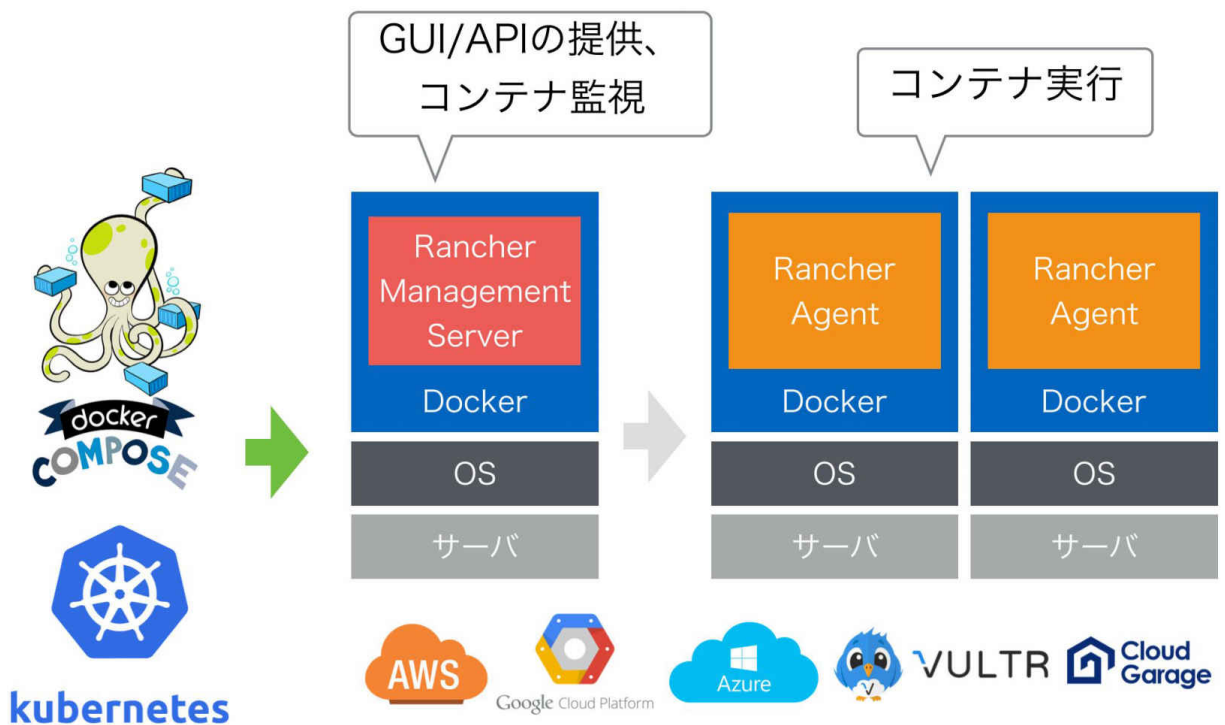 GUI/APIの提供、
コンテナ監視
コンテナ実行
docker
COMPOSE
kubernetes
Rancher
Management
Server
Docker
OS
サーバ
Rancher
Agent
Docker
OS
サーバ
Rancher
Agent
Docker
OS
サーバ
AWS
Google Cloud Platform
Azure
V
VULTR
Cloud
Garage